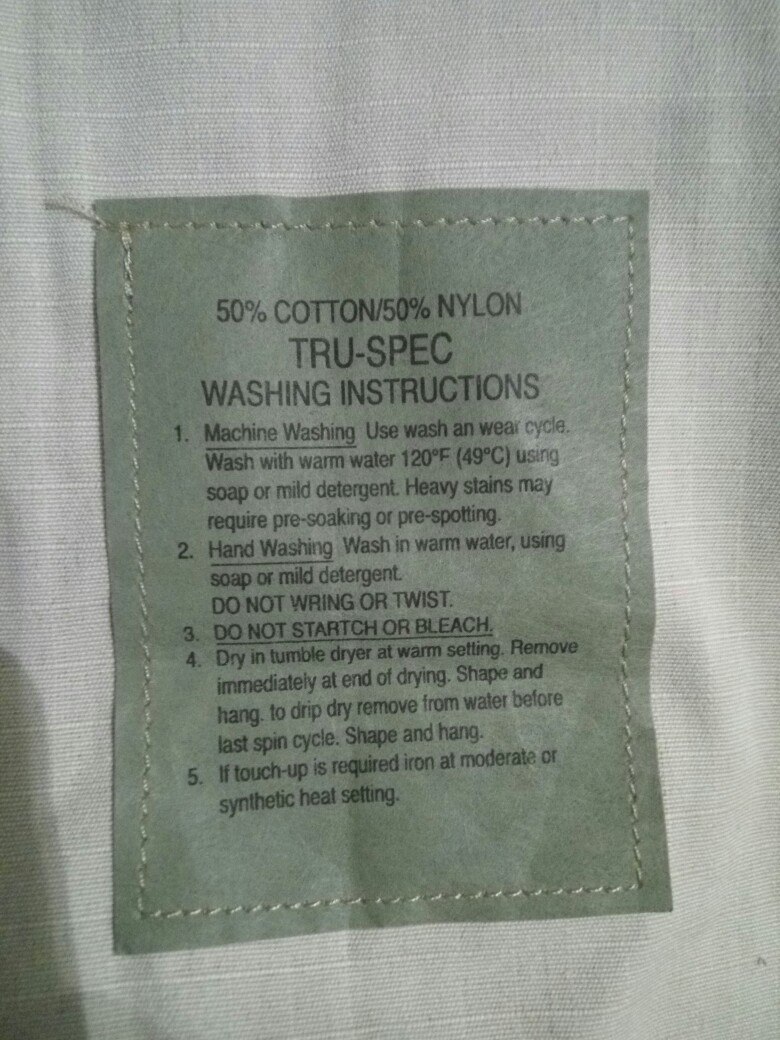 50% COTTON/50% NYLON
TRU-SPEC
WASHING INSTRUCTIONS
1. Machine Washing Use wash an wear cycle.
Wash with warm water 120ºF (49ºC) using
soap or mild detergent. Heavy stains may
require pre-soaking or pre-spotting.
2. Hand Washing Wash in warm water, using
soap or mild detergent.
DO NOT WRING OR TWIST.
3. DO NOT STARTCH OR BLEACH.
4. Dry in tumble dryer at warm setting. Remove
immediately at end of drying. Shape and
hang. to drip dry remove from water before
last spin cycle. Shape and hang.
5. If touch-up is required iron at moderate or
synthetic heat setting.